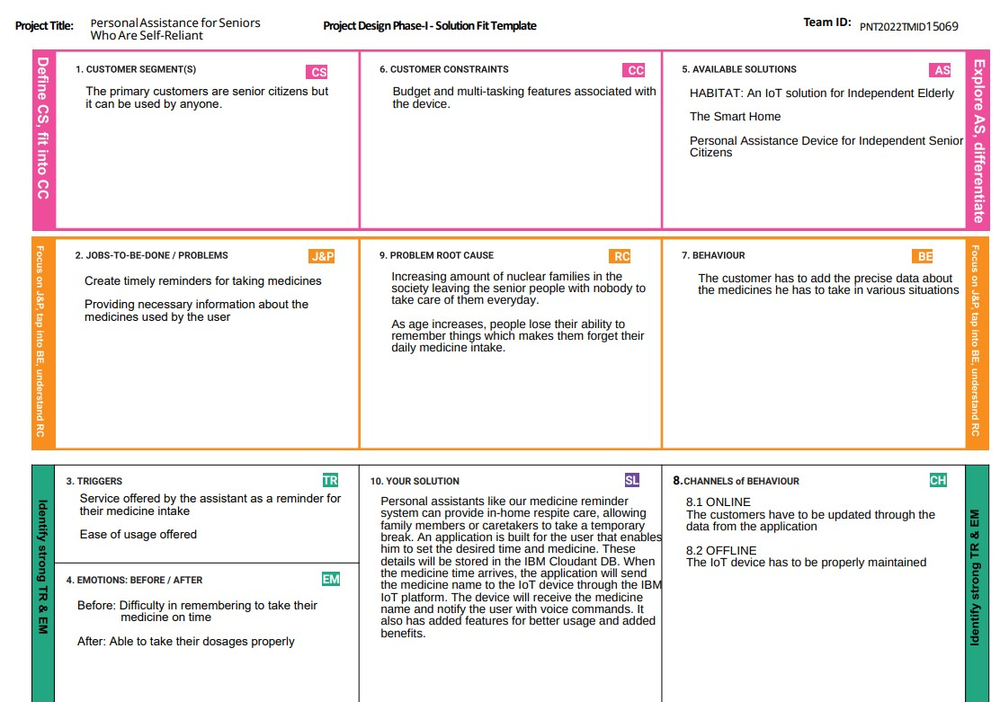 Project Title:
Personal Assistance for Seniors
Who Are Self-Reliant
Project Design Phase-I - Solution Fit Template
Team ID:
PNT2022TMID15069
Define CS, fit into CC
1. CUSTOMER SEGMENT(S)
CS
The primary customers are senior citizens but
it can be used by anyone.
6. CUSTOMER CONSTRAINTS
CC
Budget and multi-tasking features associated with
the device.
5. AVAILABLE SOLUTIONS
AS
HABITAT: An IoT solution for Independent Elderly
The Smart Home
Personal Assistance Device for Independent Senior
Citizens
Explore AS, differentiate
Focus on J&P, tap into BE, understand RC
2. JOBS-TO-BE-DONE / PROBLEMS
J&P
Create timely reminders for taking medicines
Providing necessary information about the
medicines used by the user
9. PROBLEM ROOT CAUSE
RC
Increasing amount of nuclear families in the
society leaving the senior people with nobody to
take care of them everyday.
As age increases, people lose their ability to
remember things which makes them forget their
daily medicine intake.
7. BEHAVIOUR
BE
The customer has to add the precise data about
the medicines he has to take in various situations
Focus on J&P, tap into BE, understand RC
Identify strong TR & EM
3. TRIGGERS
TR
Service offered by the assistant as a reminder for
their medicine intake
Ease of usage offered
4. EMOTIONS: BEFORE / AFTER
EM
Before: Difficulty in remembering to take their
medicine on time
After: Able to take their dosages properly
10. YOUR SOLUTION
SL
Personal assistants like our medicine reminder
system can provide in-home respite care, allowing
family members or caretakers to take a temporary
break. An application is built for the user that enables
him to set the desired time and medicine. These
details will be stored in the IBM Cloudant DB. When
the medicine time arrives, the application will send
the medicine name to the IoT device through the IBM
IoT platform. The device will receive the medicine
name and notify the user with voice commands. It
also has added features for better usage and added
benefits.
8.CHANNELS of BEHAVIOUR
CH
8.1 ONLINE
The customers have to be updated through the
data from the application
8.2 OFFLINE
The IoT device has to be properly maintained
Identify strong TR & EM